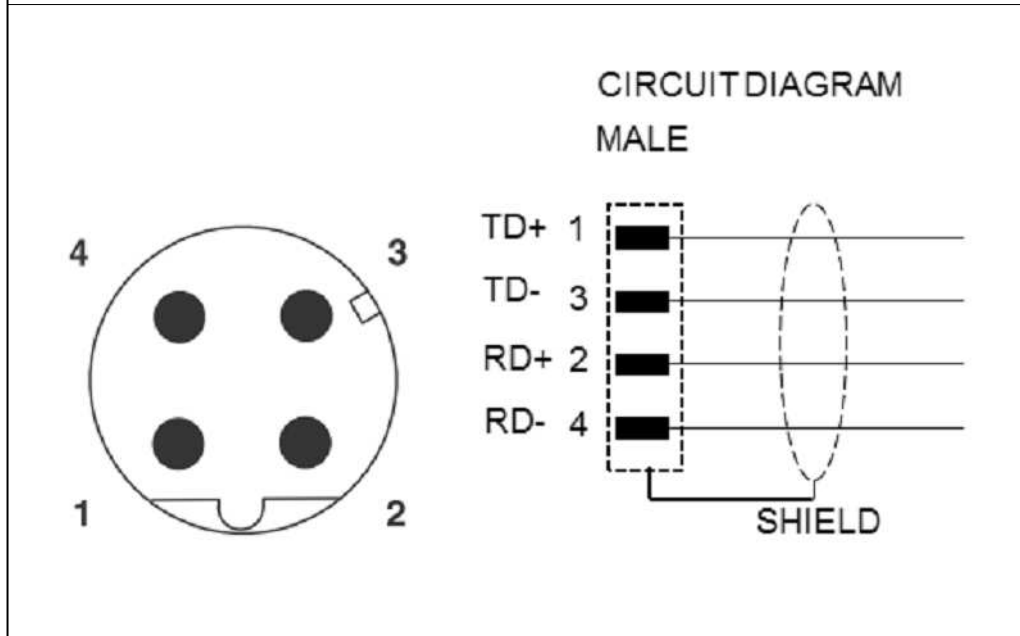 CIRCUIT DIAGRAM
MALE
4
3
1
2
TD+ 1
TD- 3
RD+ 2
RD- 4
SHIELD